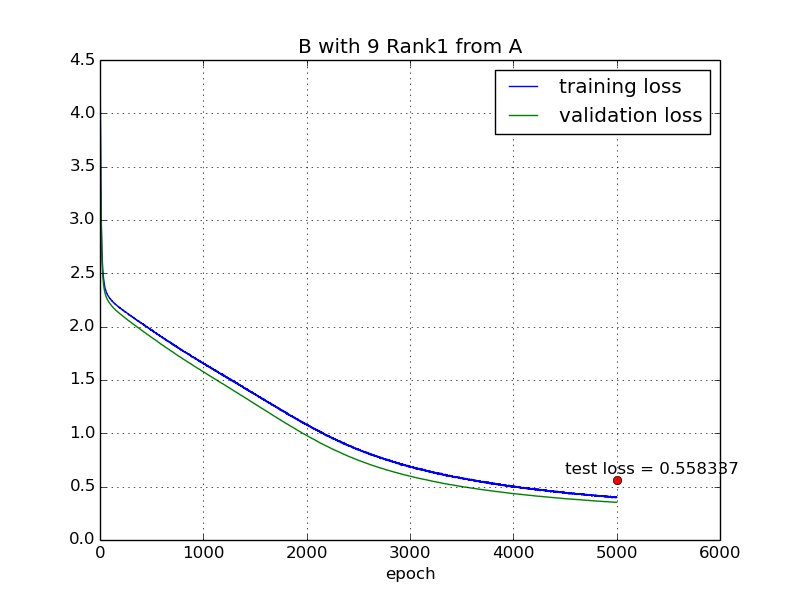 B with 9 Rank1 from A
training loss
validation loss
4.5
4.0
3.5
3.0
2.5
2.0
1.5
1.0
0.5
0.0
test loss = 0.558337
0 1000 2000 3000 4000 5000 6000
epoch